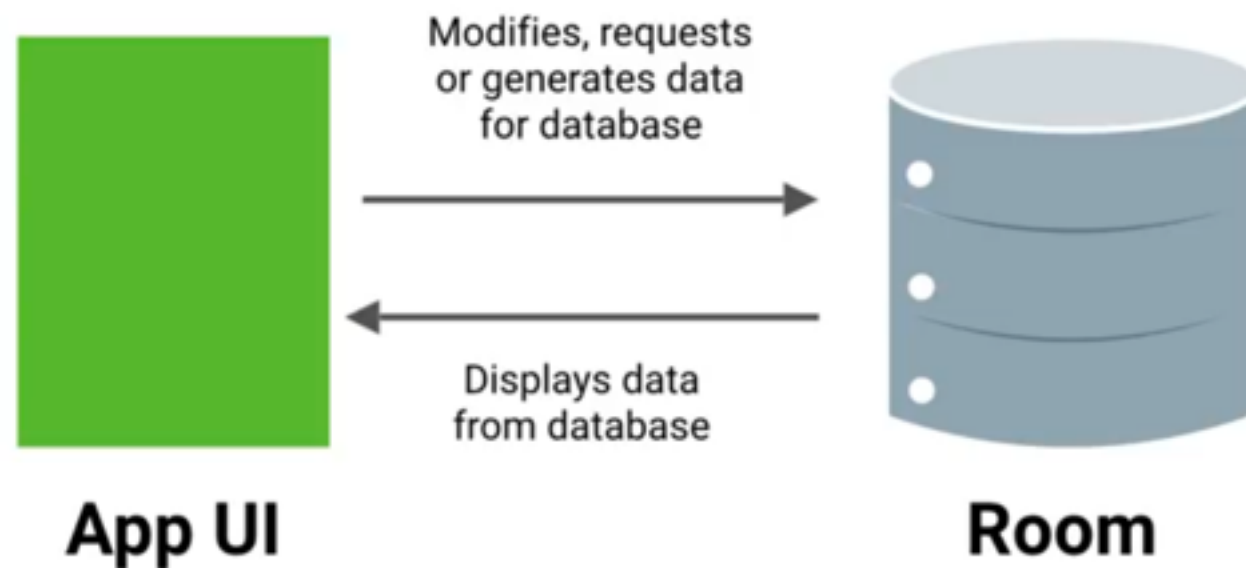 Modifies, requests
or generates data
for database
Displays data
from database
App UI
Room